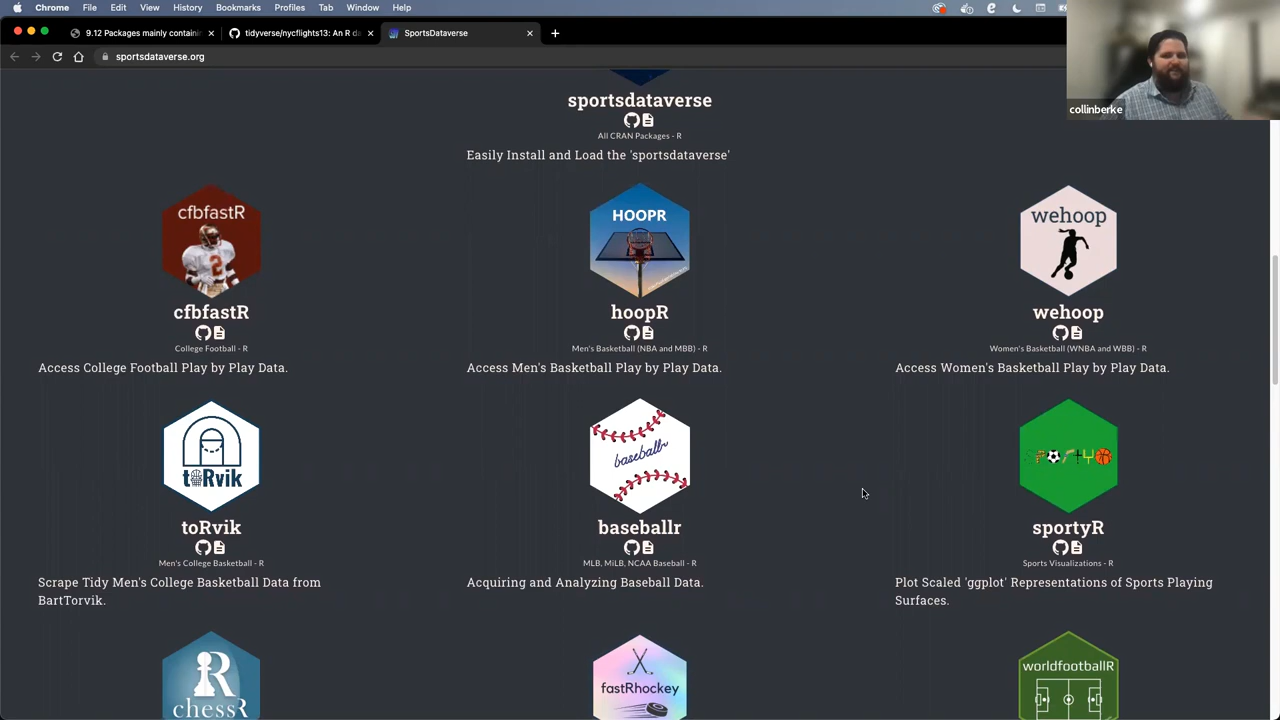 Chrome File Edit View History Bookmarks Profiles Tab Window Help
9.12 Packages mainly containin
tidyverse/nycflights13: An R da
SportsDataverse
sportsdataverse.org
collinberke
sportsdataverse
All CRAN Packages - R
Easily Install and Load the 'sportsdataverse'
cfbfastR
2
cfbfastR
College Football - R
Access College Football Play by Play Data.
HOOPR
hoopR
Men's Basketball (NBA and MBB) - R
Access Men's Basketball Play by Play Data.
wehoop
wehoop
Women's Basketball (WNBA and WBB) - R
Access Women's Basketball Play by Play Data.
toRvik
toRvik
Men's College Basketball - R
Scrape Tidy Men's College Basketball Data from
BartTorvik.
baseballr
baseballr
MLB, MiLB, NCAA Baseball - R
Acquiring and Analyzing Baseball Data.
sportyR
sportyR
Sports Visualizations - R
Plot Scaled 'ggplot' Representations of Sports Playing
Surfaces.
R
chessR
fastRhockey
worldfootballR